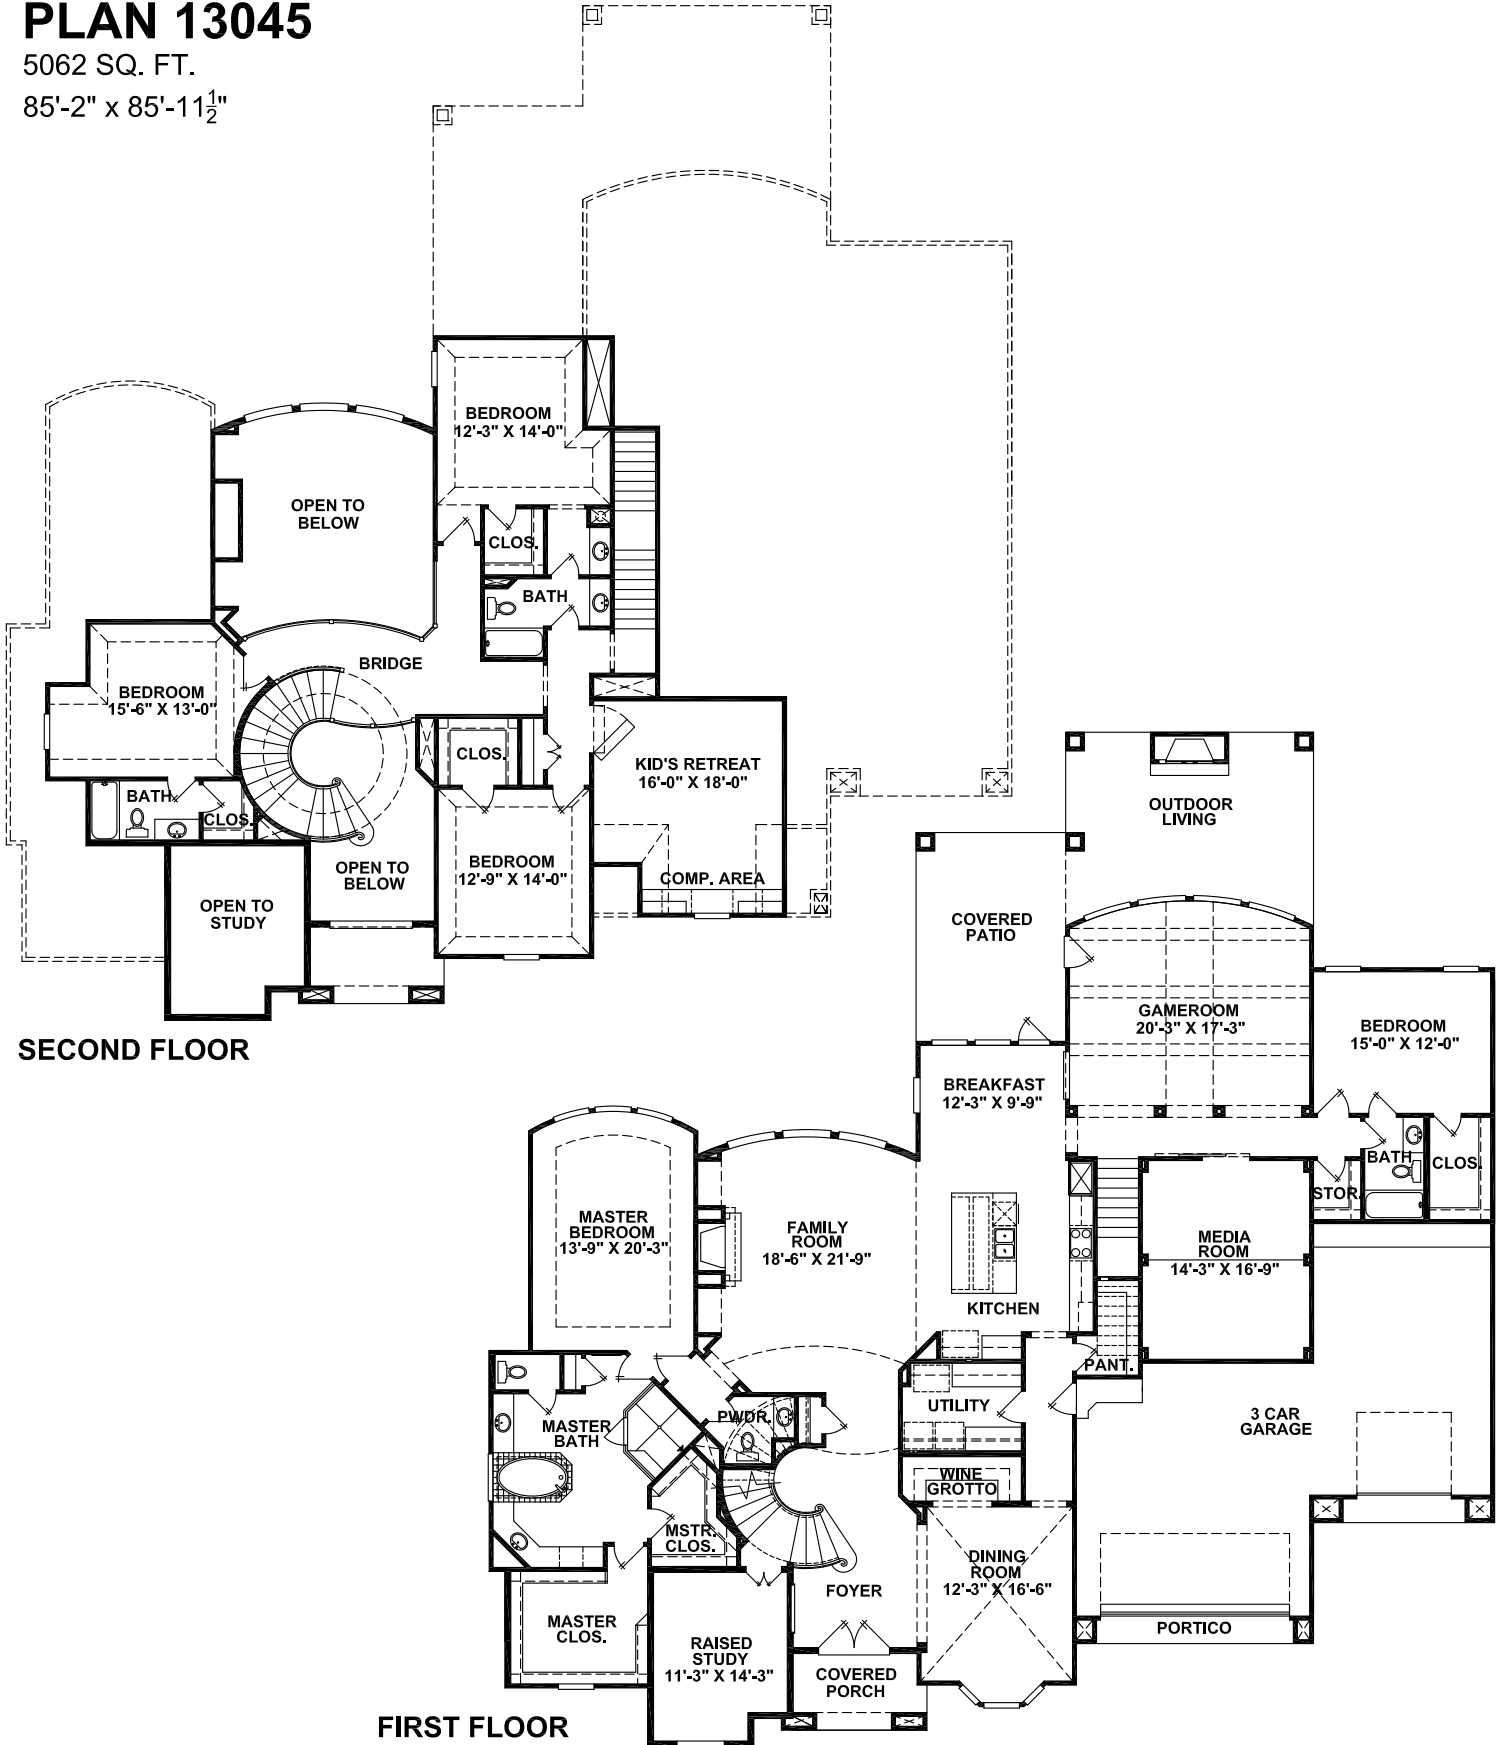 PLAN 13045
5062 SQ. FT.
85'-2" x 85'-11½"
BEDROOM
12'-3" X 14'-0"
OPEN TO
BELOW
CLOS.
BATH
BRIDGE
BEDROOM
15'-6" X 13'-0"
CLOS.
KID'S RETREAT
16'-0" X 18'-0"
BATH
CLOS.
OPEN TO
BELOW
BEDROOM
12'-9" X 14'-0"
COMP. AREA
OPEN TO
STUDY
SECOND FLOOR
OUTDOOR
LIVING
COVERED
PATIO
GAMEROOM
20'-3" X 17'-3"
BEDROOM
15'-0" X 12'-0"
BREAKFAST
12'-3" X 9'-9"
BATH
CLOS.
STOR.
MASTER
BEDROOM
13'-9" X 20'-3"
FAMILY
ROOM
18'-6" X 21'-9"
MEDIA
ROOM
14'-3" X 16'-9"
KITCHEN
PANT.
UTILITY
PWDR.
MASTER
BATH
3 CAR
GARAGE
WINE
GROTTO
MSTR.
CLOS.
DINING
ROOM
12'-3" X 16'-6"
FOYER
MASTER
CLOS.
PORTICO
RAISED
STUDY
11'-3" X 14'-3"
COVERED
PORCH
FIRST FLOOR